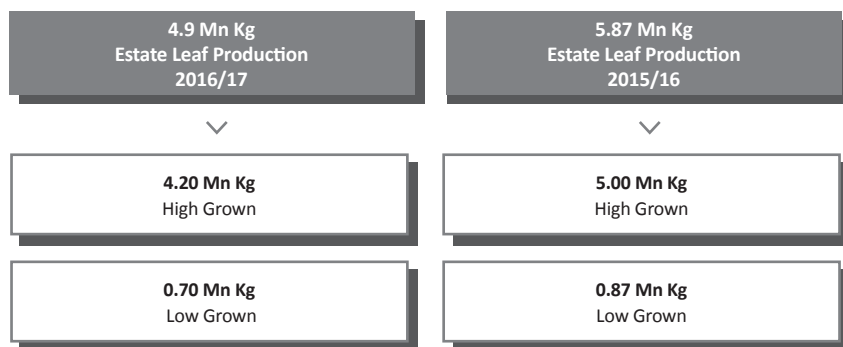 4.9 Mn Kg
Estate Leaf Production
2016/17
4.20 Mn Kg
High Grown
0.70 Mn Kg
Low Grown
5.87 Mn Kg
Estate Leaf Production
2015/16
5.00 Mn Kg
High Grown
0.87 Mn Kg
Low Grown